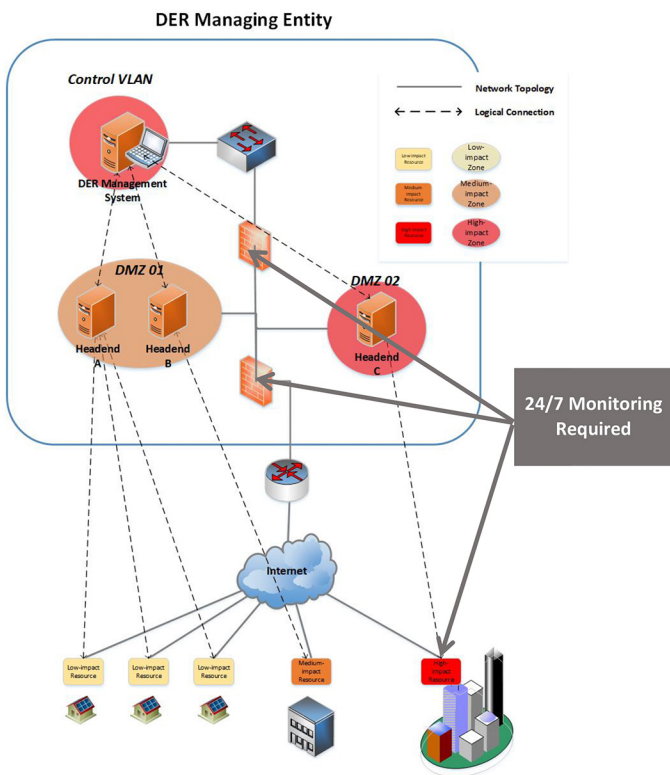 DER Managing Entity
Control VLAN
DER Management
System
Network Topology
Logical Connection
Low-impact
Resource
Low-
impact
Zone
Medium-
impact
Resource
Medium-
impact
Zone
High-impact
Resource
High-
impact
Zone
DMZ 01
Headend
A
Headend
B
DMZ 02
Headend
C
24/7 Monitoring
Required
Internet
Low-impact
Resource
Low-impact
Resource
Low-impact
Resource
Medium-
impact
Resource
High-
impact
Resource